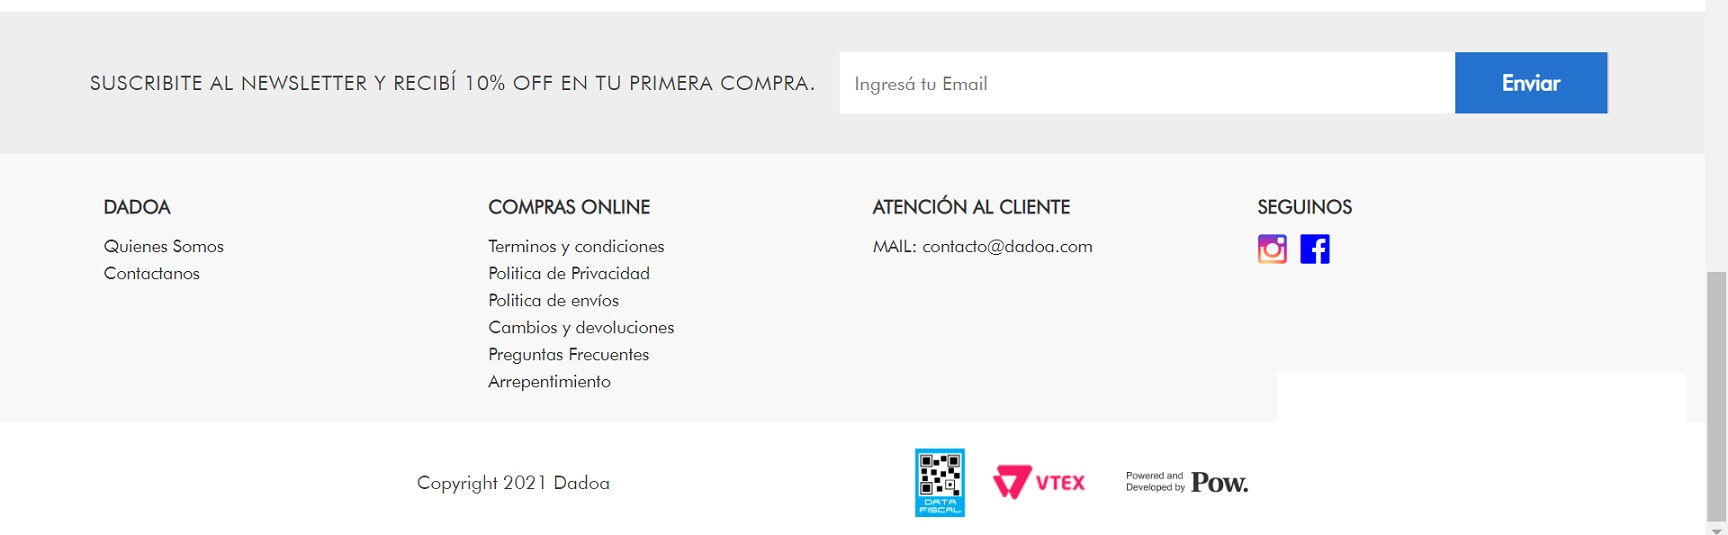 SUSCRIBITE AL NEWSLETTER Y RECIBÍ 10% OFF EN TU PRIMERA COMPRA.
Ingresá tu Email
Enviar
DADOA
Quienes Somos
Contactanos
COMPRAS ONLINE
Terminos y condiciones
Politica de Privacidad
Politica de envíos
Cambios y devoluciones
Preguntas Frecuentes
Arrepentimiento
ATENCIÓN AL CLIENTE
MAIL: contacto@dadoa.com
SEGUINOS
Copyright 2021 Dadoa
DATA
FISCAL
VTEX
Powered and
Developed by
Pow.